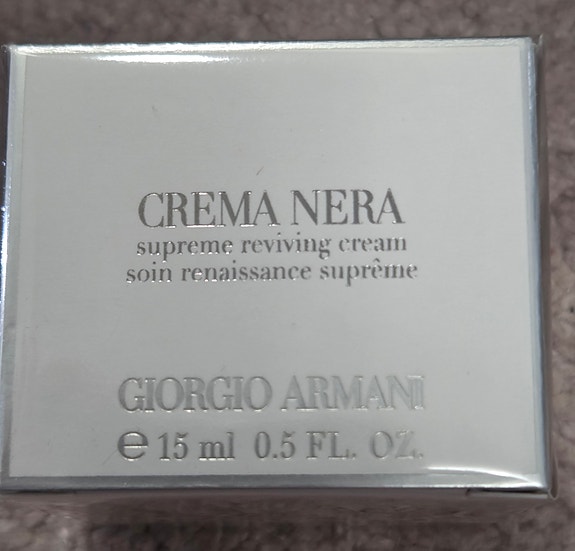 CREMA NERA
supreme reviving cream
soin renaissance suprême
GIORGIO ARMANI
℮ 15 ml 0.5 FL. OZ.